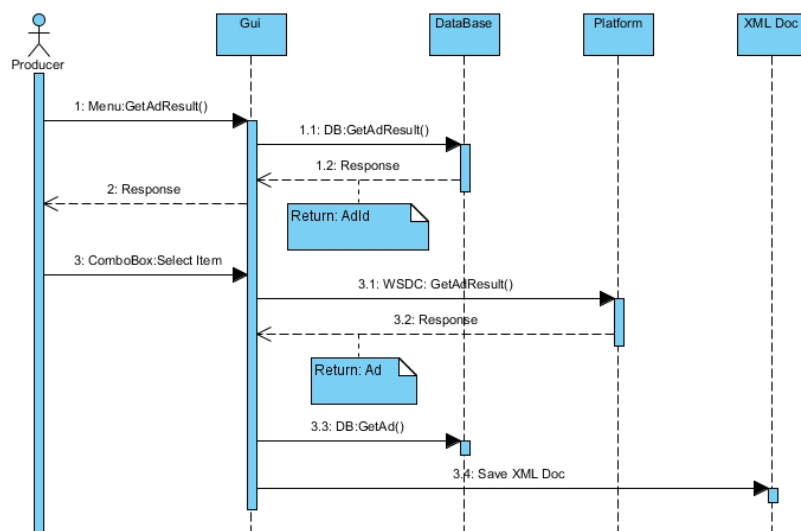 Gui
DataBase
Platform
XML Doc
Producer
1: Menu:GetAdResult()
1.1: DB:GetAdResult()
1.2: Response
2: Response
Return: AdId
3: ComboBox:Select Item
3.1: WSDC: GetAdResult()
3.2: Response
Return: Ad
3.3: DB:GetAd()
3.4: Save XML Doc